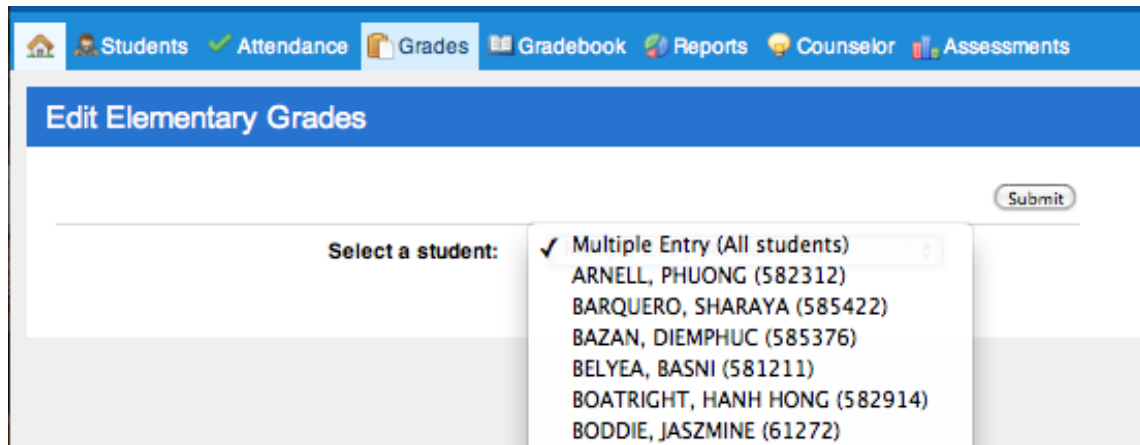 Students Attendance Grades Gradebook Reports Counselor Assessments
Edit Elementary Grades
Submit
Select a student: ✓ Multiple Entry (All students)
ARNELL, PHUONG (582312)
BARQUERO, SHARAYA (585422)
BAZAN, DIEMPHUC (585376)
BELYEA, BASNI (581211)
BOATRIGHT, HANH HONG (582914)
BODDIE, JASZMINE (61272)